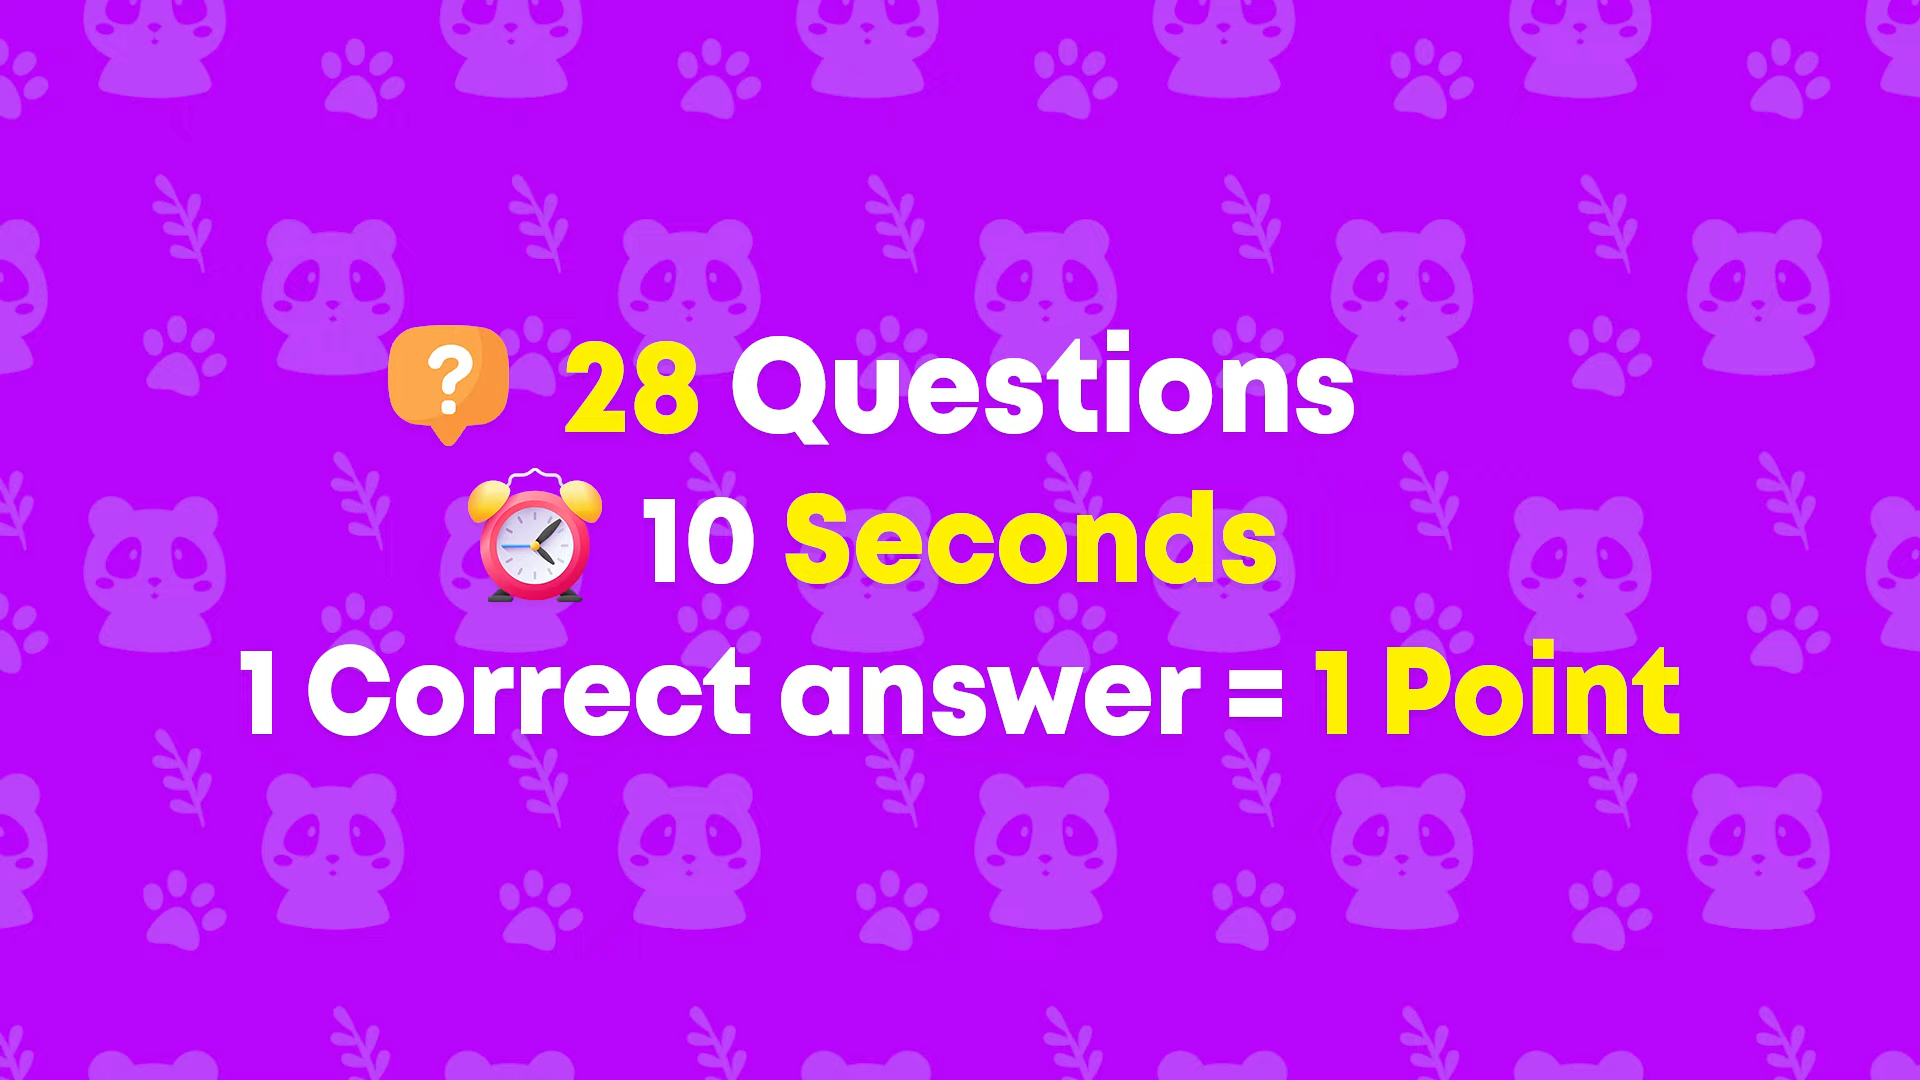 ? 28 Questions
10 Seconds
1 Correct answer = 1 Point